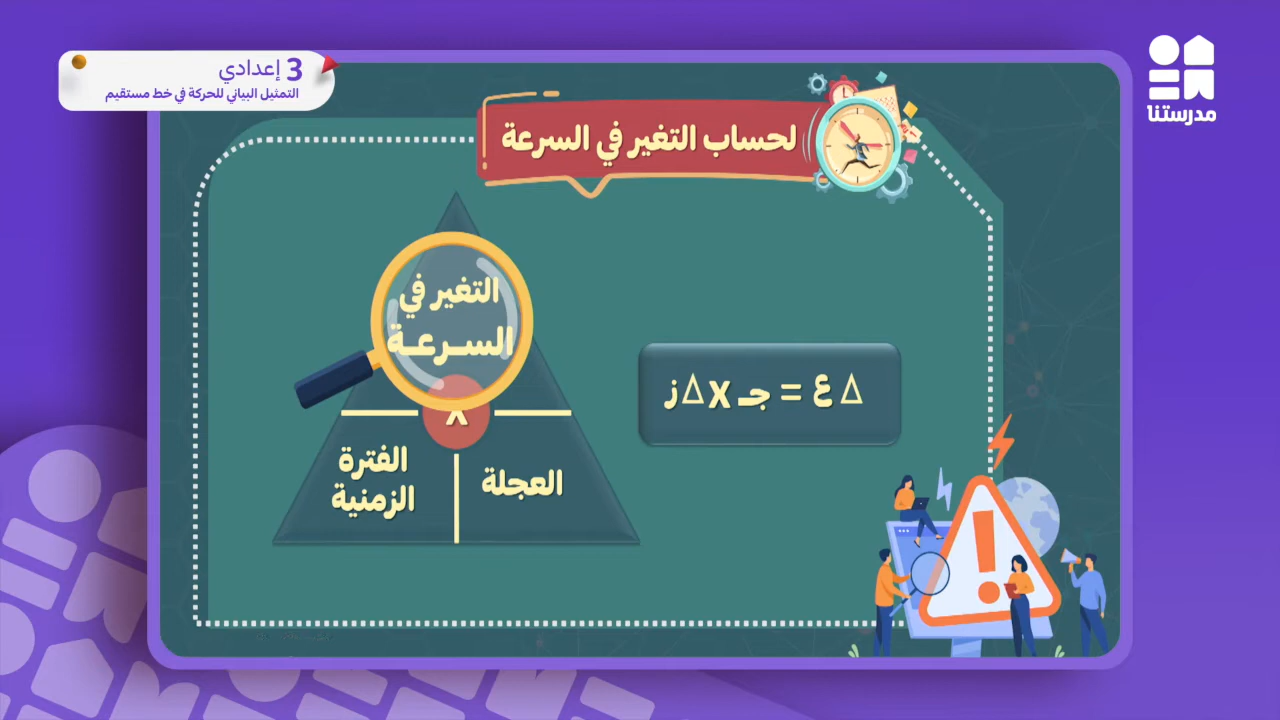 3 إعدادي
التمثيل البياني للحركة في خط مستقيم
مدرستنا
لحساب التغير في السرعة
التغير في
السـرعـة
x
العجلة
الفترة
الزمنية
Δ ع = جـ x Δ ز